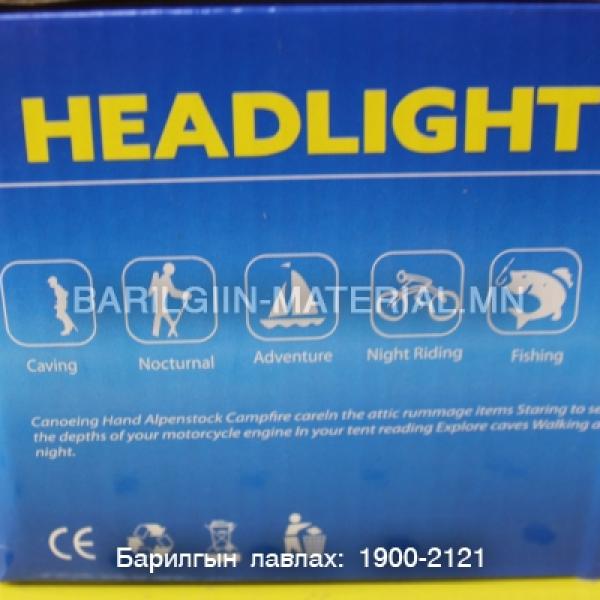 HEADLIGHT
BARILGIIN-MATERIAL.MN
Caving Nocturnal Adventure Night Riding Fishing
Canoeing Hand Alpenstock Campfire careIn the attic rummage items Staring to se
the depths of your motorcycle engine In your tent reading Explore caves Walking a
night.
CE
Барилгын лавлах: 1900-2121